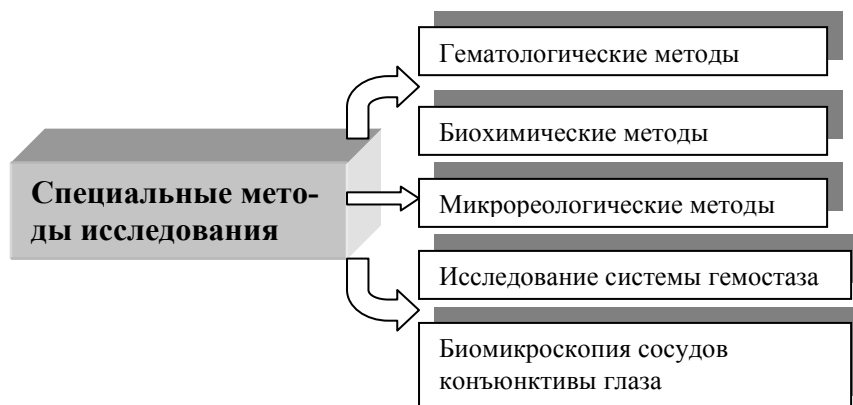 Специальные мето-
ды исследования
Гематологические методы
Биохимические методы
Микрореологические методы
Исследование системы гемостаза
Биомикроскопия сосудов
конъюнктивы глаза